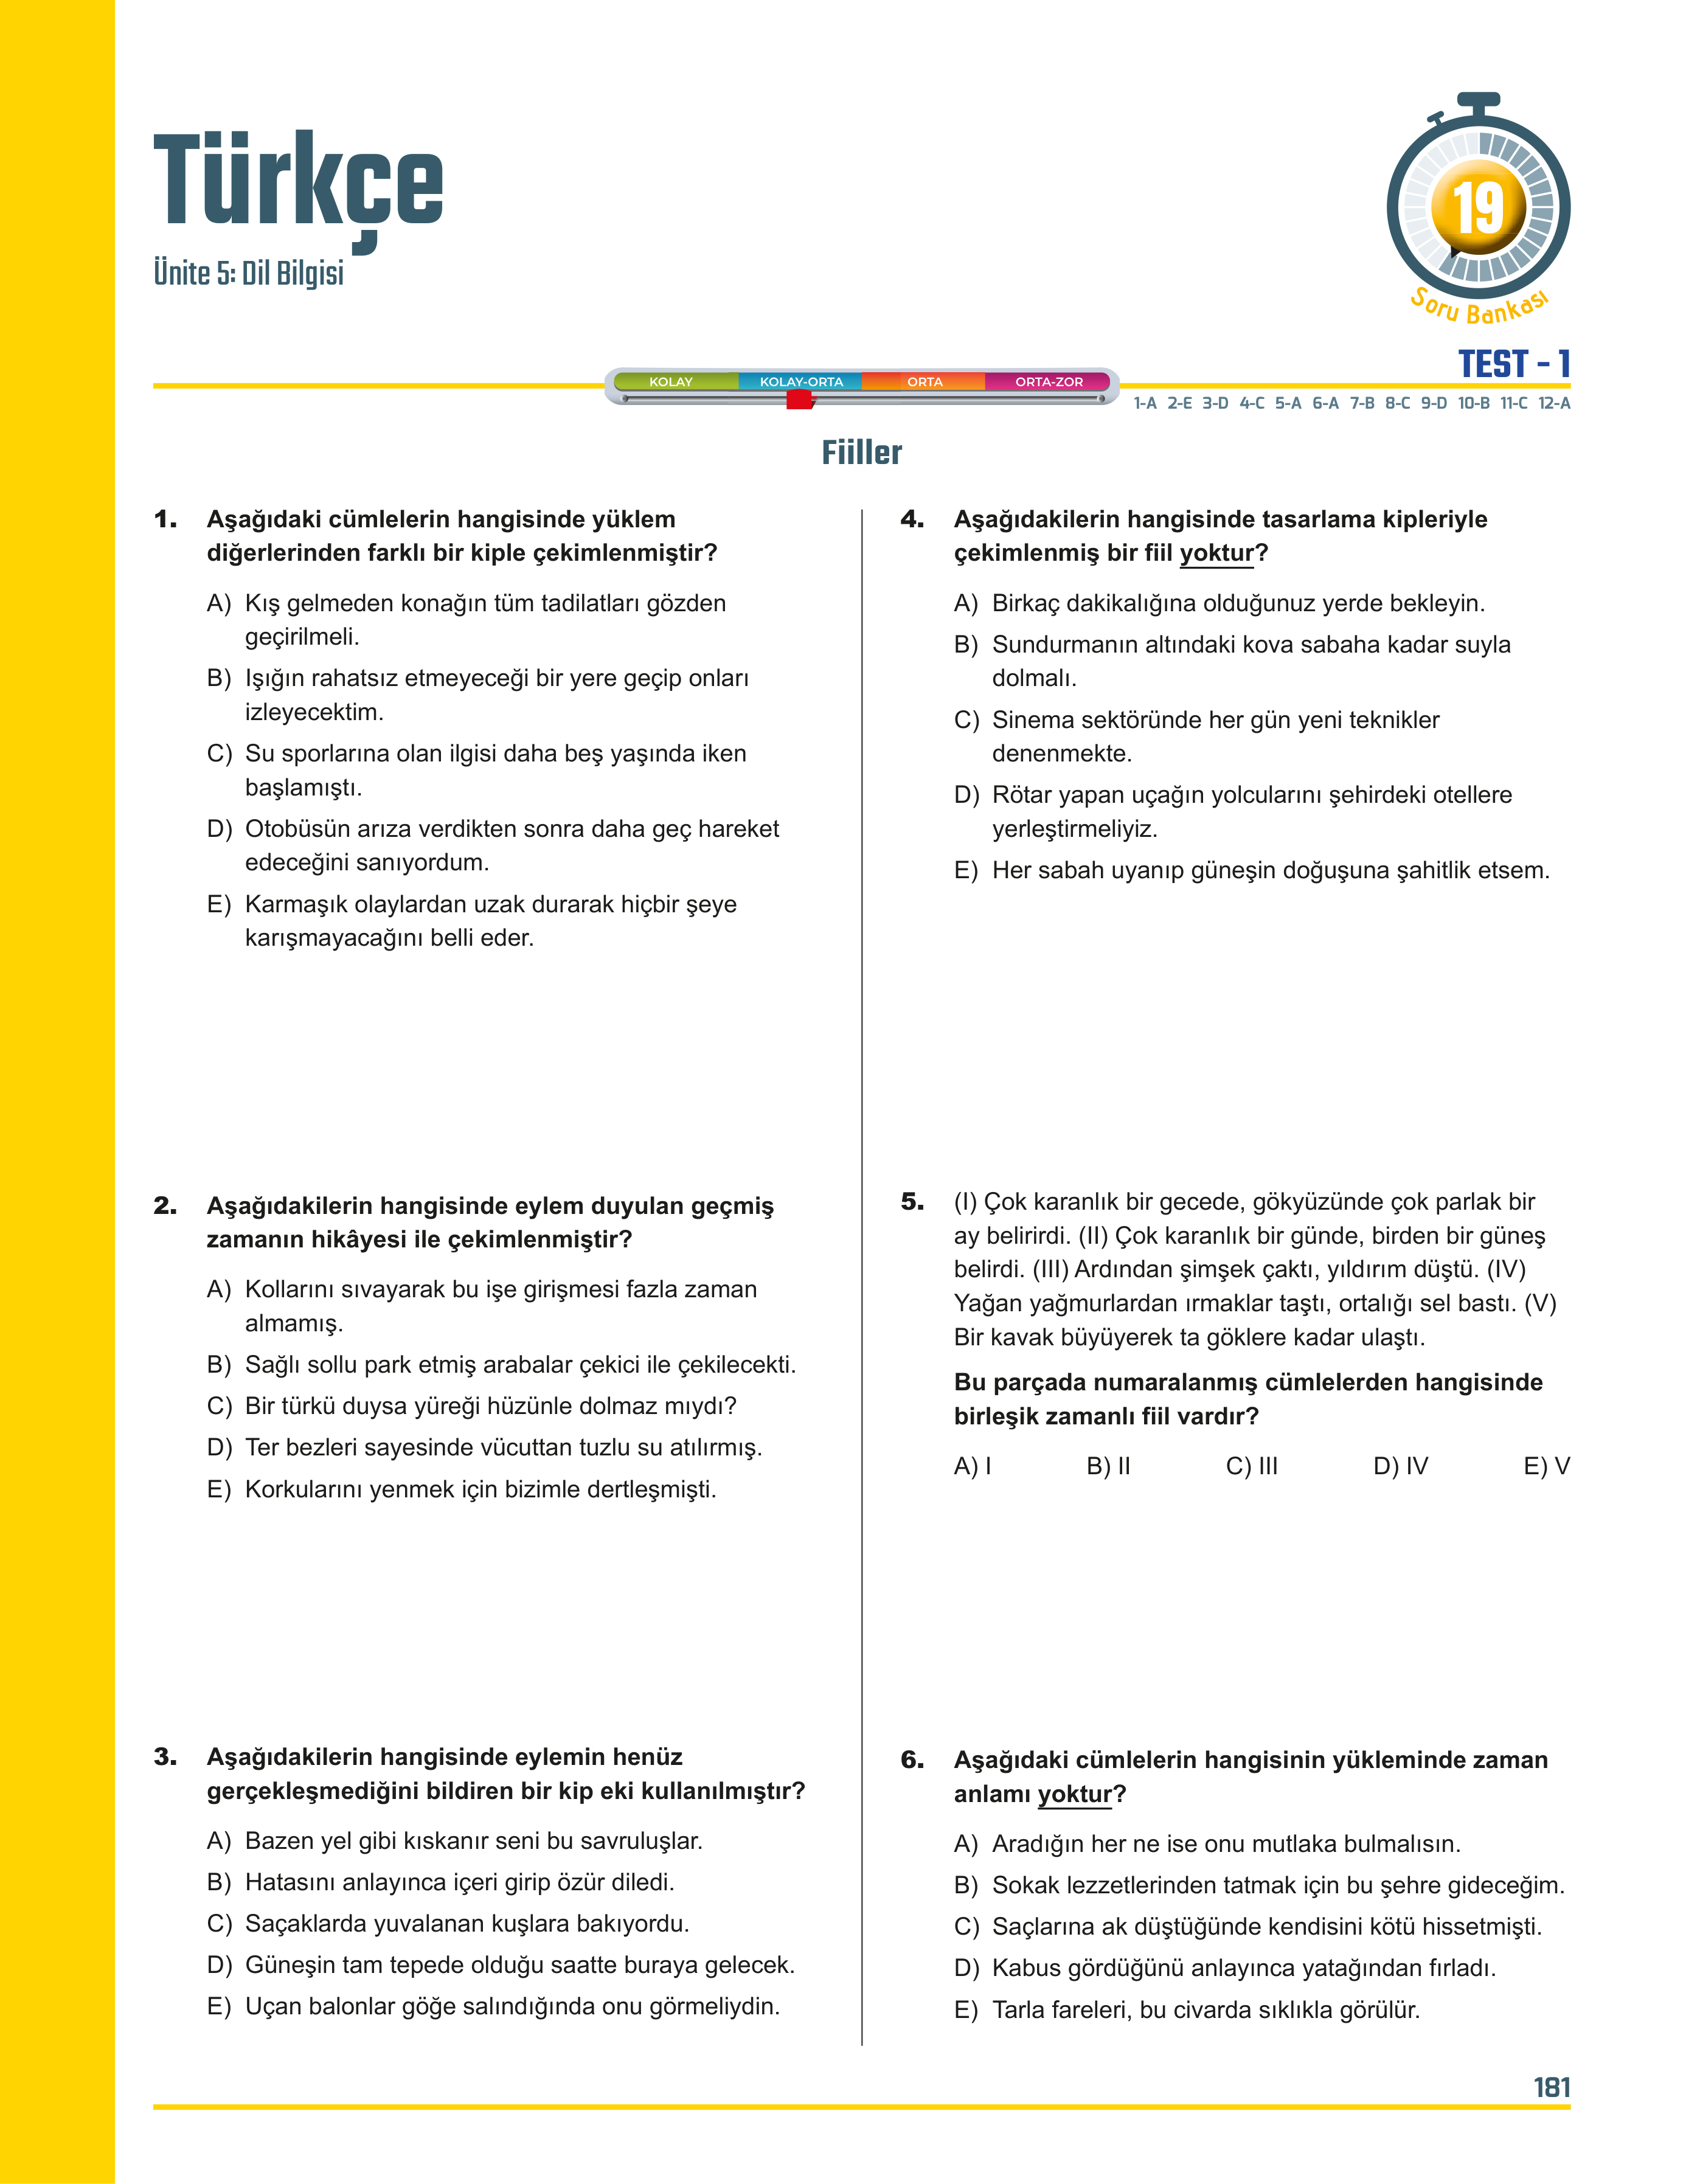 Türkçe
Ünite 5: Dil Bilgisi
19
Soru Bankası
TEST - 1
KOLAY KOLAY-ORTA ORTA ORTA-ZOR
1-A 2-E 3-D 4-C 5-A 6-A 7-B 8-C 9-D 10-B 11-C 12-A
Fiiller
1. Aşağıdaki cümlelerin hangisinde yüklem
diğerlerinden farklı bir kiple çekimlenmiştir?
A) Kış gelmeden konağın tüm tadilatları gözden
geçirilmeli.
B) Işığın rahatsız etmeyeceği bir yere geçip onları
izleyecektim.
C) Su sporlarına olan ilgisi daha beş yaşında iken
başlamıştı.
D) Otobüsün arıza verdikten sonra daha geç hareket
edeceğini sanıyordum.
E) Karmaşık olaylardan uzak durarak hiçbir şeye
karışmayacağını belli eder.
2. Aşağıdakilerin hangisinde eylem duyulan geçmiş
zamanın hikâyesi ile çekimlenmiştir?
A) Kollarını sıvayarak bu işe girişmesi fazla zaman
almamış.
B) Sağlı sollu park etmiş arabalar çekici ile çekilecekti.
C) Bir türkü duysa yüreği hüzünle dolmaz mıydı?
D) Ter bezleri sayesinde vücuttan tuzlu su atılırmış.
E) Korkularını yenmek için bizimle dertleşmişti.
3. Aşağıdakilerin hangisinde eylemin henüz
gerçekleşmediğini bildiren bir kip eki kullanılmıştır?
A) Bazen yel gibi kıskanır seni bu savruluşlar.
B) Hatasını anlayınca içeri girip özür diledi.
C) Saçaklarda yuvalanan kuşlara bakıyordu.
D) Güneşin tam tepede olduğu saatte buraya gelecek.
E) Uçan balonlar göğe salındığında onu görmeliydin.
4. Aşağıdakilerin hangisinde tasarlama kipleriyle
çekimlenmiş bir fiil yoktur?
A) Birkaç dakikalığına olduğunuz yerde bekleyin.
B) Sundurmanın altındaki kova sabaha kadar suyla
dolmalı.
C) Sinema sektöründe her gün yeni teknikler
denenmekte.
D) Rötar yapan uçağın yolcularını şehirdeki otellere
yerleştirmeliyiz.
E) Her sabah uyanıp güneşin doğuşuna şahitlik etsem.
5. (I) Çok karanlık bir gecede, gökyüzünde çok parlak bir
ay belirirdi. (II) Çok karanlık bir günde, birden bir güneş
belirdi. (III) Ardından şimşek çaktı, yıldırım düştü. (IV)
Yağan yağmurlardan ırmaklar taştı, ortalığı sel bastı. (V)
Bir kavak büyüyerek ta göklere kadar ulaştı.
Bu parçada numaralanmış cümlelerden hangisinde
birleşik zamanlı fiil vardır?
A) I B) II C) III D) IV E) V
6. Aşağıdaki cümlelerin hangisinin yükleminde zaman
anlamı yoktur?
A) Aradığın her ne ise onu mutlaka bulmalısın.
B) Sokak lezzetlerinden tatmak için bu şehre gideceğim.
C) Saçlarına ak düştüğünde kendisini kötü hissetmişti.
D) Kabus gördüğünü anlayınca yatağından fırladı.
E) Tarla fareleri, bu civarda sıklıkla görülür.
181